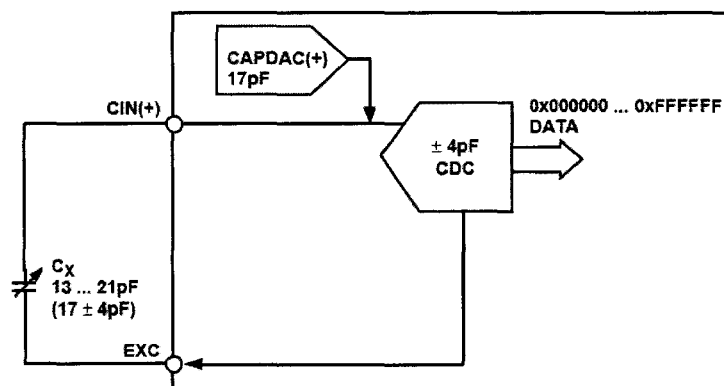 CAPDAC(+)
17pF
CIN(+)
0x000000 ... 0xFFFFFF
DATA
± 4pF
CDC
CX
13 ... 21pF
(17 ± 4pF)
EXC